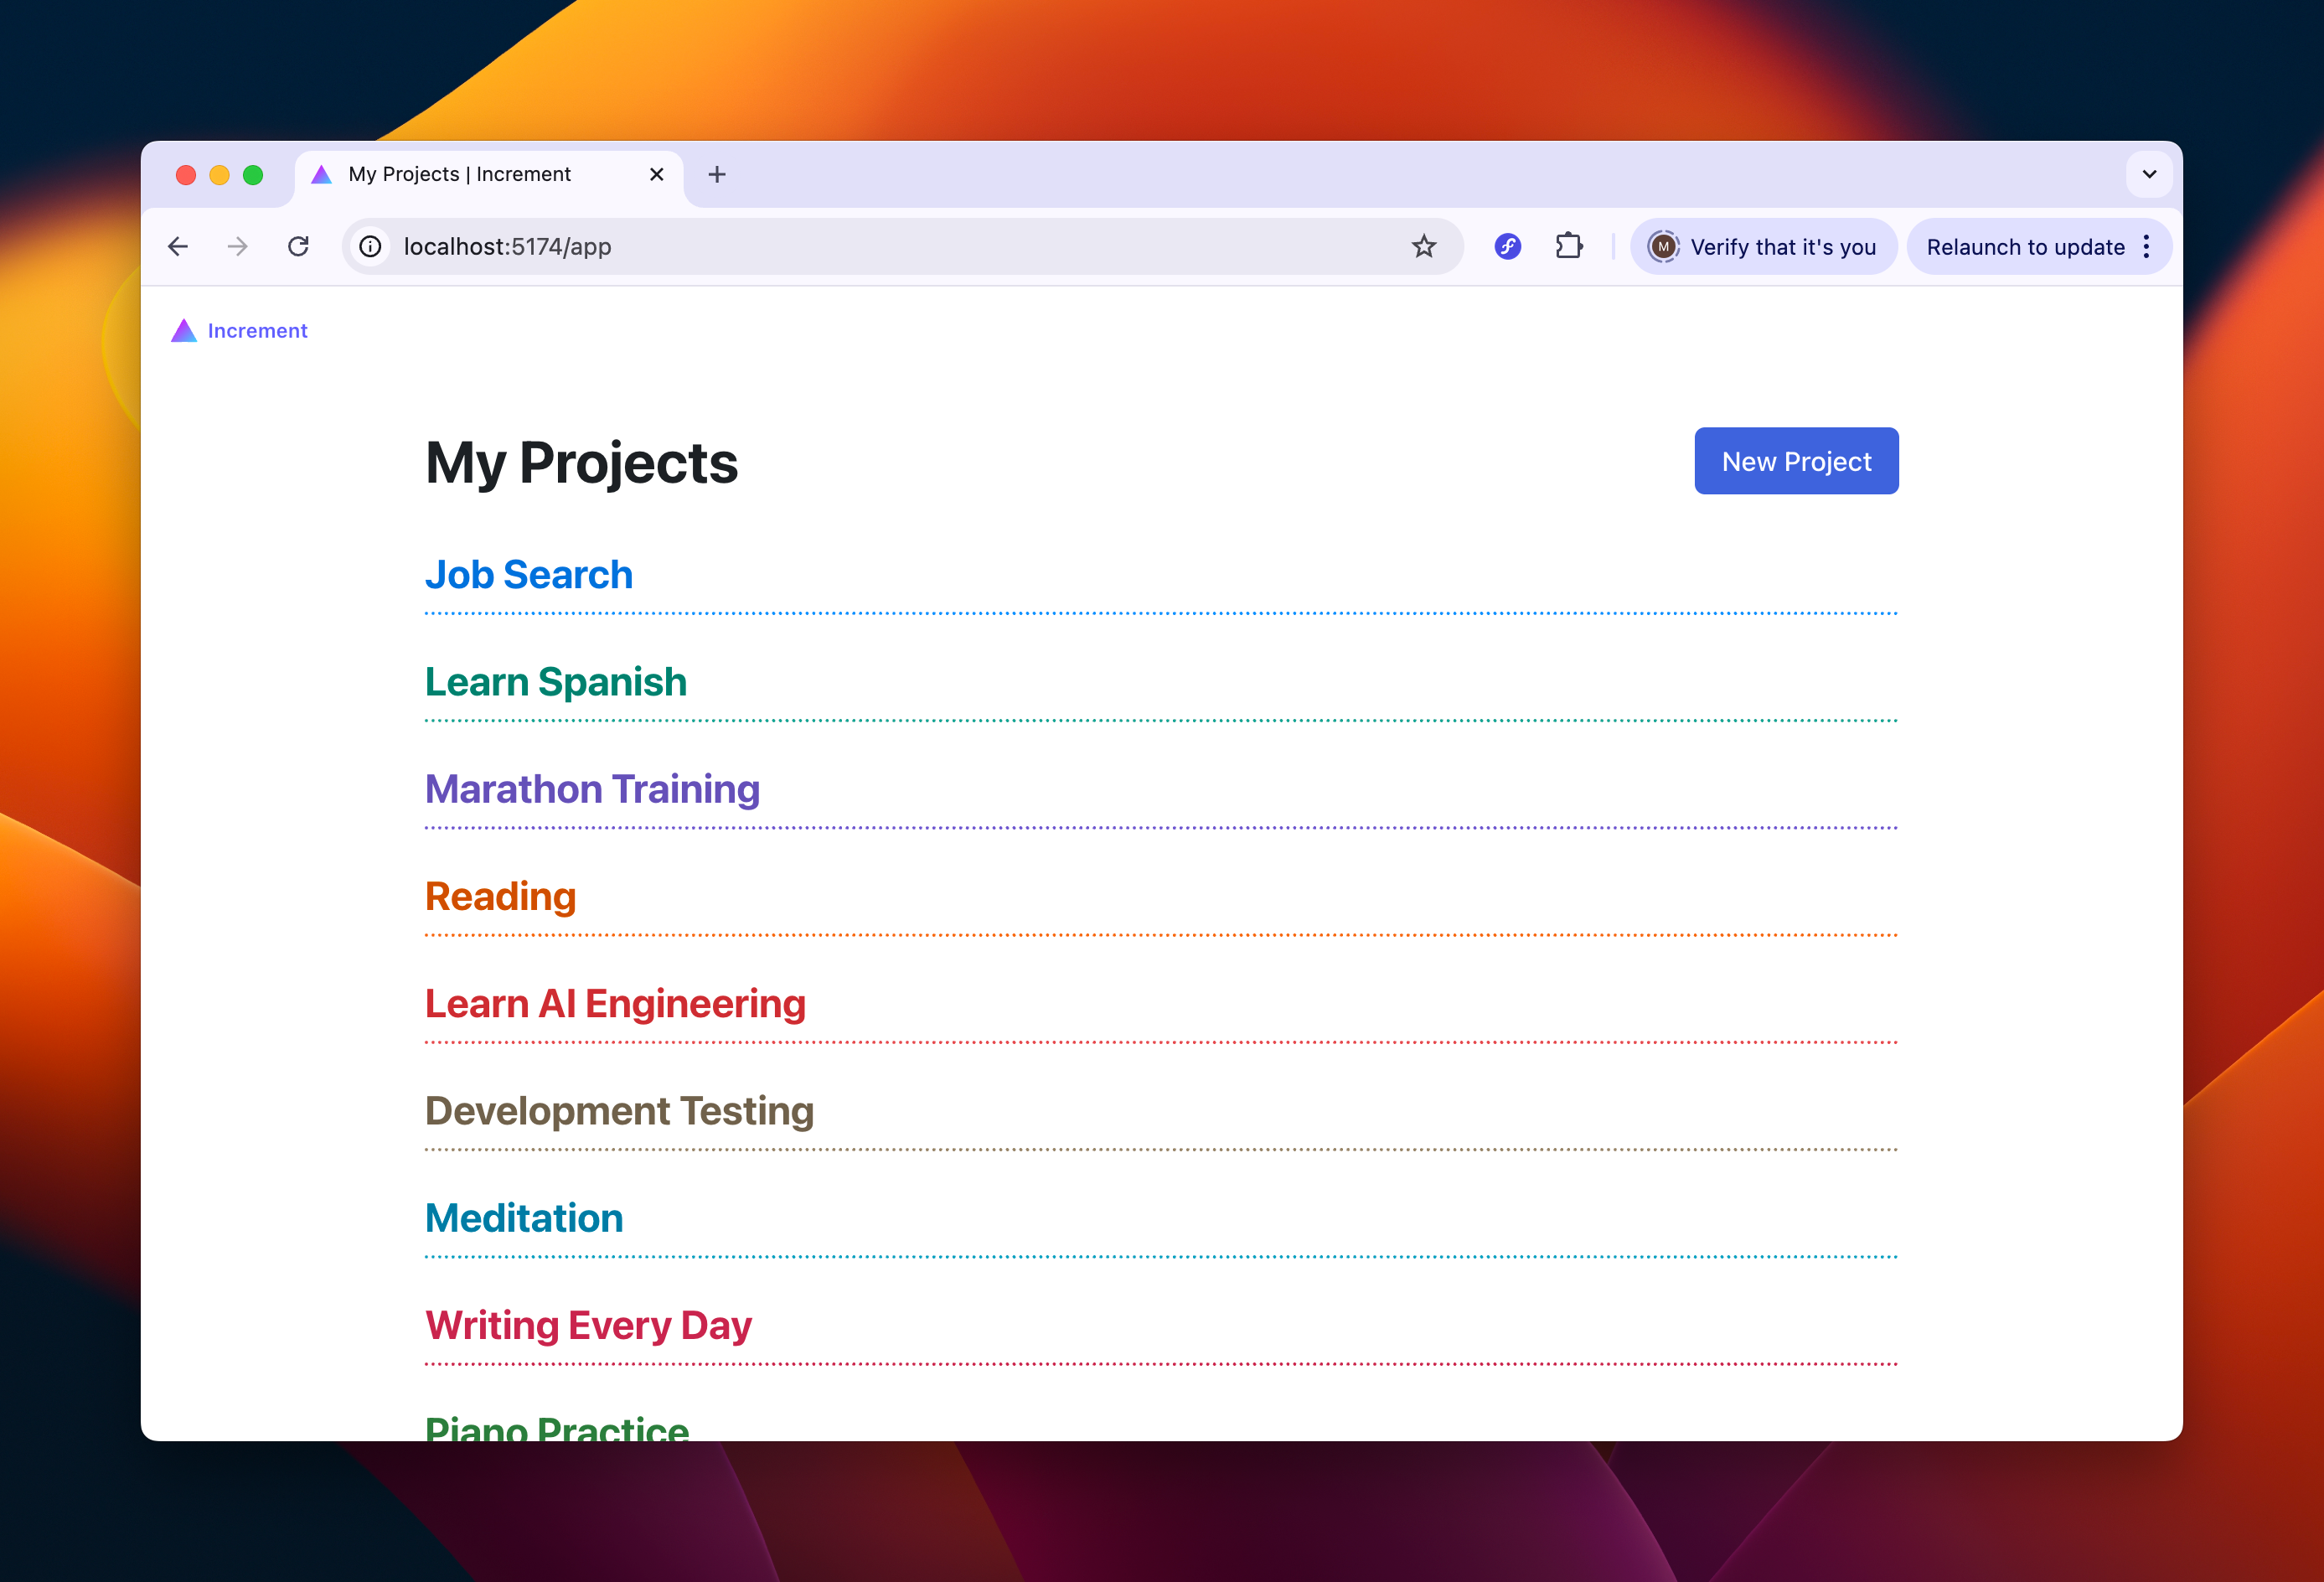 My Projects | Increment
localhost:5174/app
M
Verify that it's you
Relaunch to update
Increment
My Projects
New Project
Job Search
Learn Spanish
Marathon Training
Reading
Learn AI Engineering
Development Testing
Meditation
Writing Every Day
Piano Practice